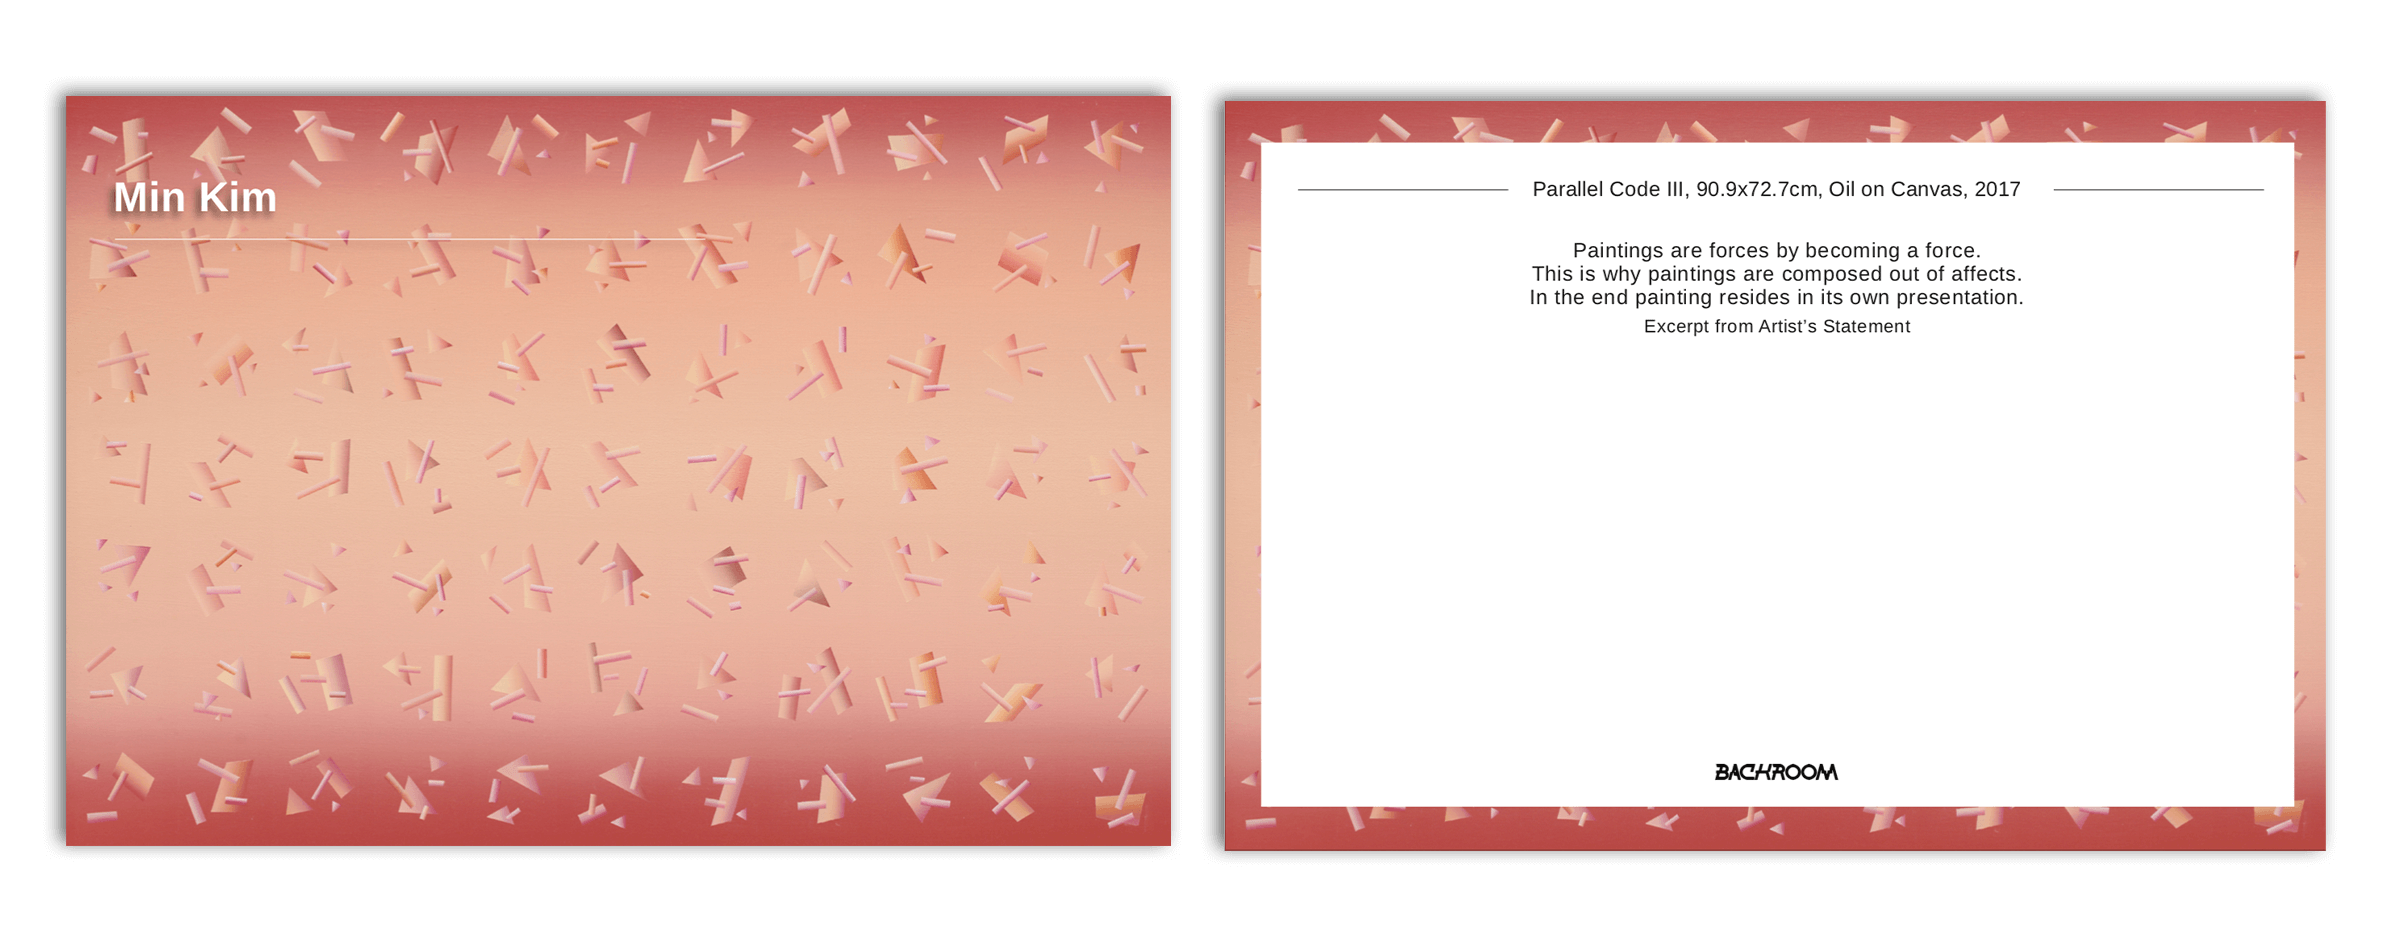 Min Kim
Parallel Code III, 90.9x72.7cm, Oil on Canvas, 2017
Paintings are forces by becoming a force.
This is why paintings are composed out of affects.
In the end painting resides in its own presentation.
Excerpt from Artist’s Statement
BACKROOM